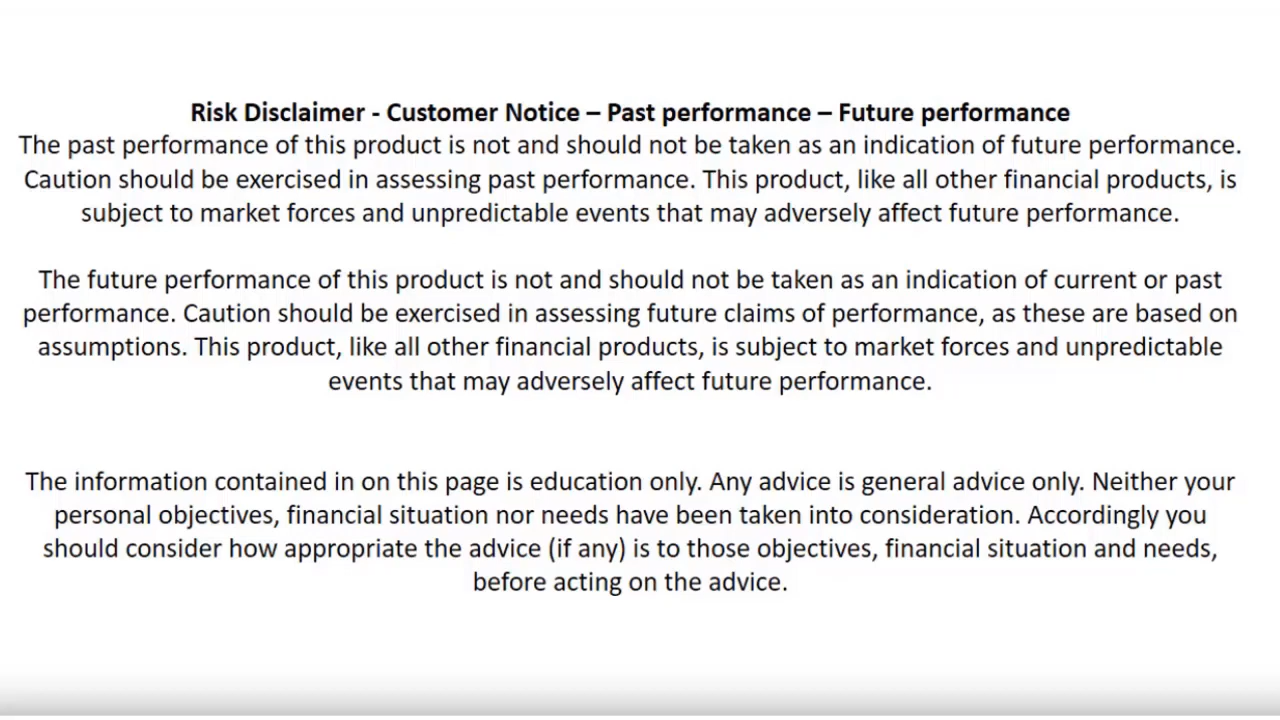 Risk Disclaimer - Customer Notice – Past performance – Future performance
The past performance of this product is not and should not be taken as an indication of future performance.
Caution should be exercised in assessing past performance. This product, like all other financial products, is
subject to market forces and unpredictable events that may adversely affect future performance.
The future performance of this product is not and should not be taken as an indication of current or past
performance. Caution should be exercised in assessing future claims of performance, as these are based on
assumptions. This product, like all other financial products, is subject to market forces and unpredictable
events that may adversely affect future performance.
The information contained in on this page is education only. Any advice is general advice only. Neither your
personal objectives, financial situation nor needs have been taken into consideration. Accordingly you
should consider how appropriate the advice (if any) is to those objectives, financial situation and needs,
before acting on the advice.